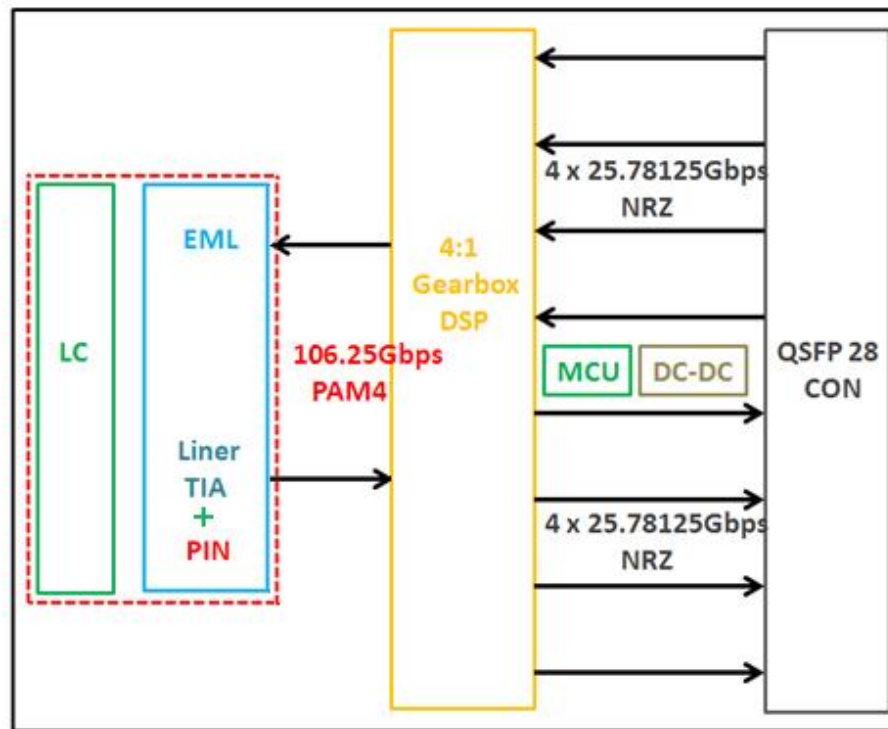 LC
EML
Liner
TIA
+
PIN
106.25Gbps
PAM4
4:1
Gearbox
DSP
4 x 25.78125Gbps
NRZ
MCU
DC-DC
4 x 25.78125Gbps
NRZ
QSFP 28
CON